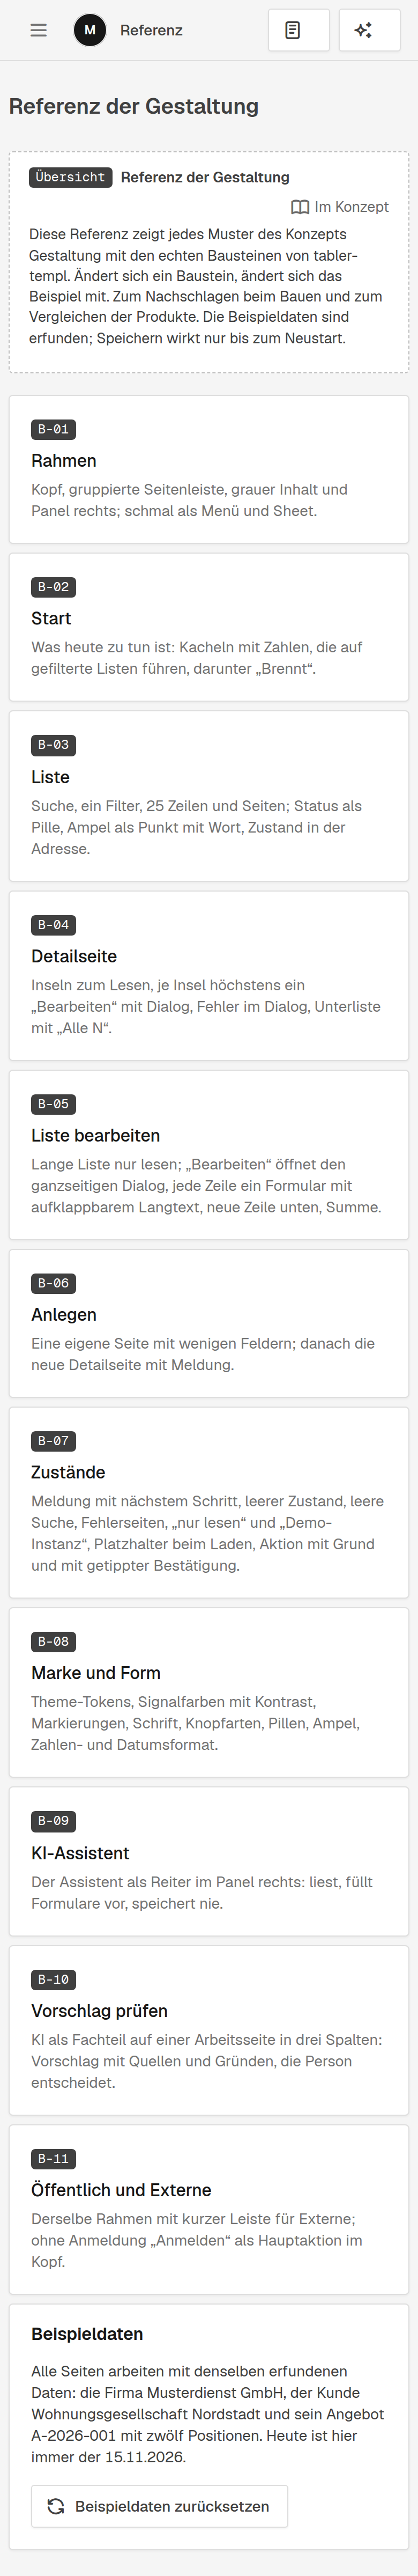 M Referenz
Referenz der Gestaltung
Übersicht Referenz der Gestaltung
Im Konzept
Diese Referenz zeigt jedes Muster des Konzepts
Gestaltung mit den echten Bausteinen von tabler-
templ. Ändert sich ein Baustein, ändert sich das
Beispiel mit. Zum Nachschlagen beim Bauen und zum
Vergleichen der Produkte. Die Beispieldaten sind
erfunden; Speichern wirkt nur bis zum Neustart.
B-01
Rahmen
Kopf, gruppierte Seitenleiste, grauer Inhalt und
Panel rechts; schmal als Menü und Sheet.
B-02
Start
Was heute zu tun ist: Kacheln mit Zahlen, die auf
gefilterte Listen führen, darunter „Brennt“.
B-03
Liste
Suche, ein Filter, 25 Zeilen und Seiten; Status als
Pille, Ampel als Punkt mit Wort, Zustand in der
Adresse.
B-04
Detailseite
Inseln zum Lesen, je Insel höchstens ein
„Bearbeiten“ mit Dialog, Fehler im Dialog, Unterliste
mit „Alle N“.
B-05
Liste bearbeiten
Lange Liste nur lesen; „Bearbeiten“ öffnet den
ganzseitigen Dialog, jede Zeile ein Formular mit
aufklappbarem Langtext, neue Zeile unten, Summe.
B-06
Anlegen
Eine eigene Seite mit wenigen Feldern; danach die
neue Detailseite mit Meldung.
B-07
Zustände
Meldung mit nächstem Schritt, leerer Zustand, leere
Suche, Fehlerseiten, „nur lesen“ und „Demo-
Instanz“, Platzhalter beim Laden, Aktion mit Grund
und mit getippter Bestätigung.
B-08
Marke und Form
Theme-Tokens, Signalfarben mit Kontrast,
Markierungen, Schrift, Knopfarten, Pillen, Ampel,
Zahlen- und Datumsformat.
B-09
KI-Assistent
Der Assistent als Reiter im Panel rechts: liest, füllt
Formulare vor, speichert nie.
B-10
Vorschlag prüfen
KI als Fachteil auf einer Arbeitsseite in drei Spalten:
Vorschlag mit Quellen und Gründen, die Person
entscheidet.
B-11
Öffentlich und Externe
Derselbe Rahmen mit kurzer Leiste für Externe;
ohne Anmeldung „Anmelden“ als Hauptaktion im
Kopf.
Beispieldaten
Alle Seiten arbeiten mit denselben erfundenen
Daten: die Firma Musterdienst GmbH, der Kunde
Wohnungsgesellschaft Nordstadt und sein Angebot
A-2026-001 mit zwölf Positionen. Heute ist hier
immer der 15.11.2026.
Beispieldaten zurücksetzen